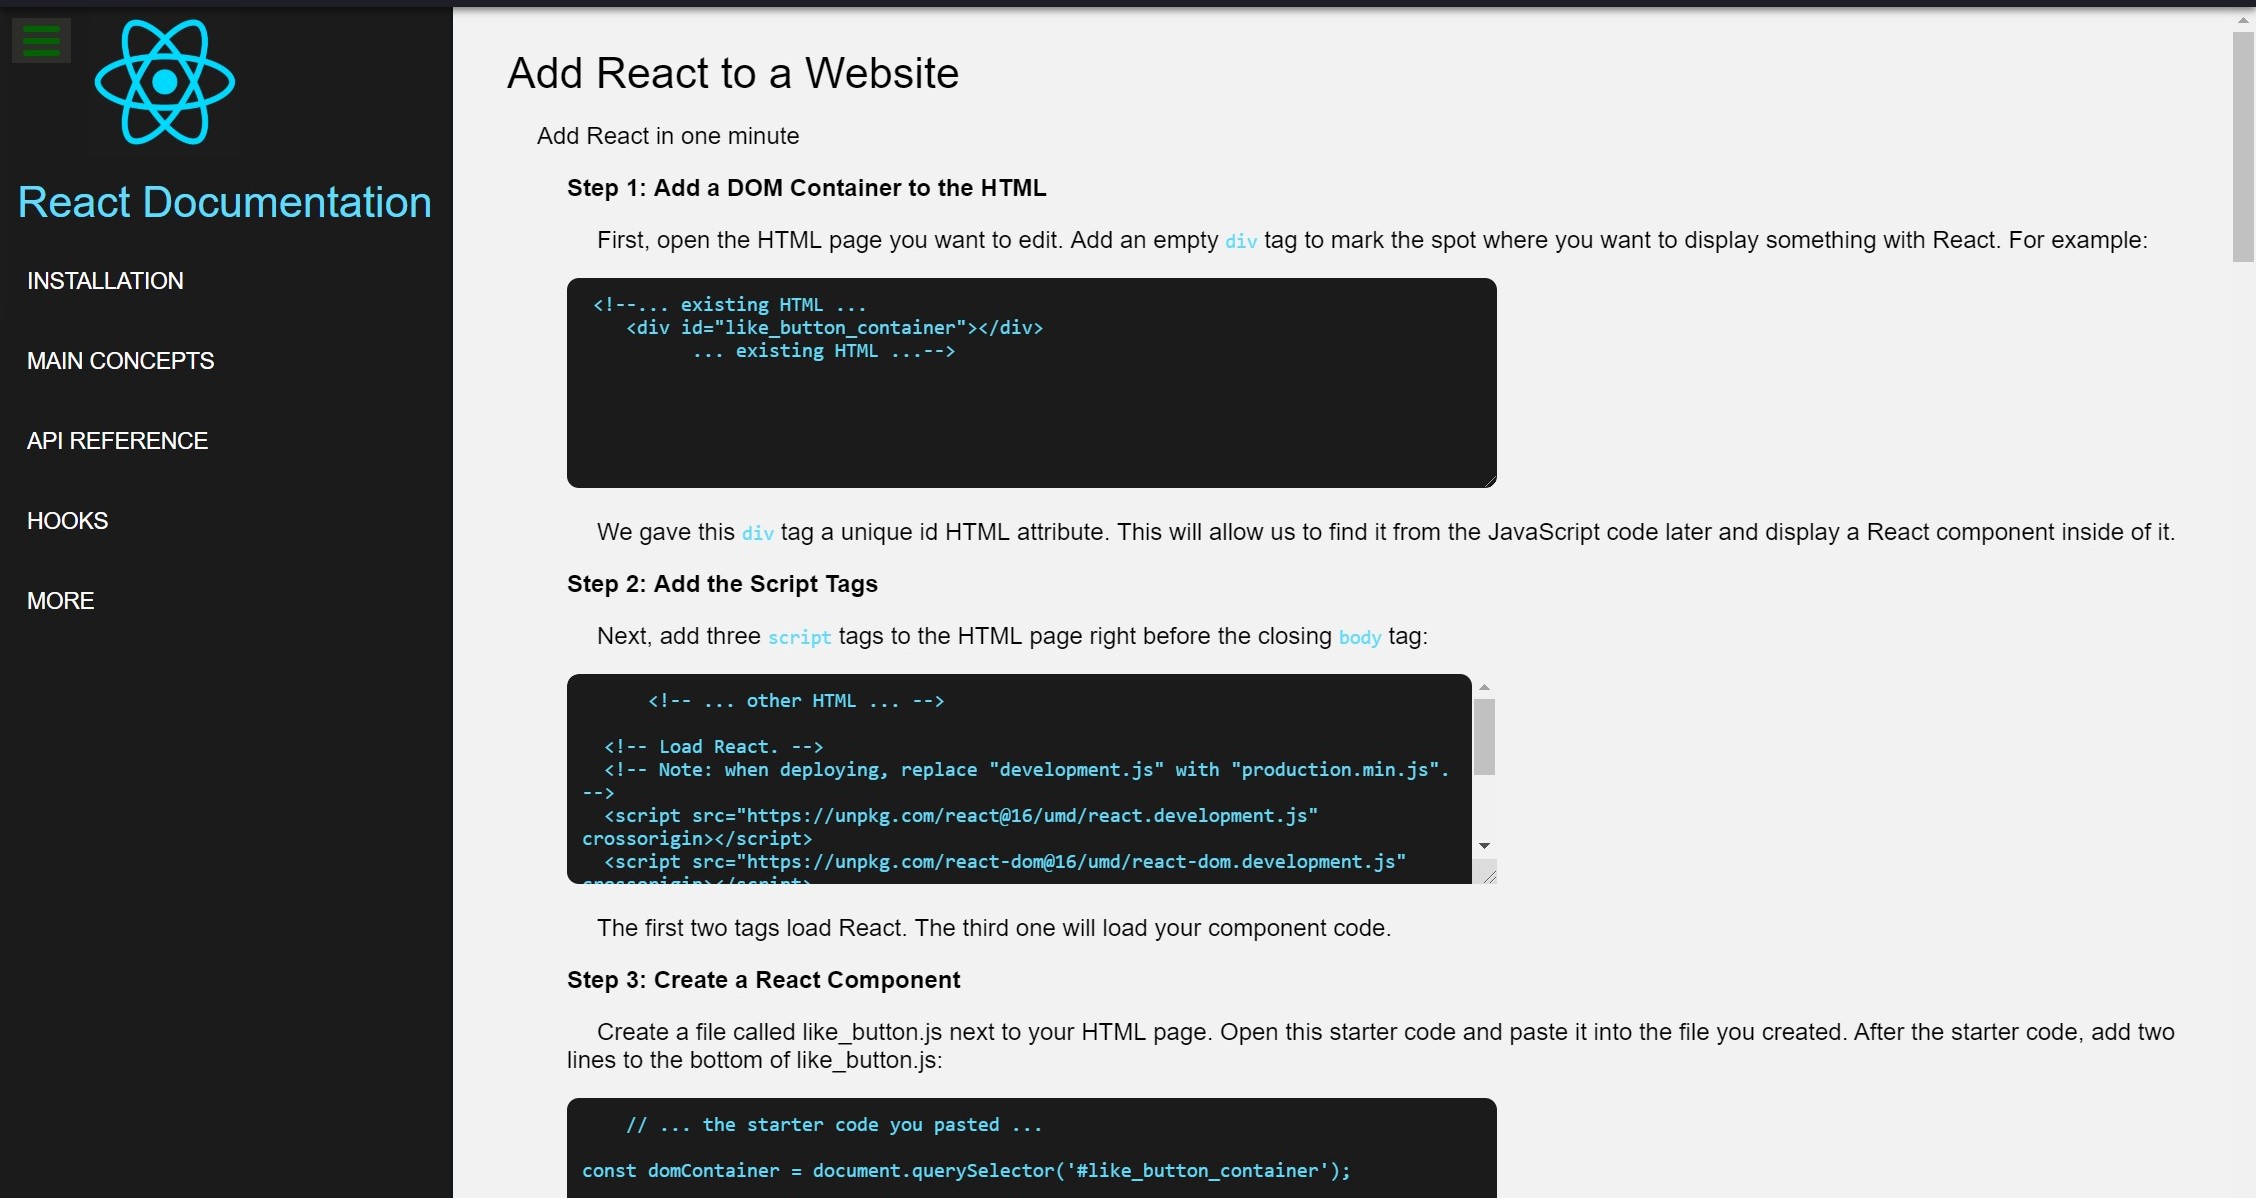 React Documentation
INSTALLATION
MAIN CONCEPTS
API REFERENCE
HOOKS
MORE
Add React to a Website
Add React in one minute
Step 1: Add a DOM Container to the HTML
First, open the HTML page you want to edit. Add an empty div tag to mark the spot where you want to display something with React. For example:
<!--... existing HTML ...
<div id="like_button_container"></div>
... existing HTML ...-->
We gave this div tag a unique id HTML attribute. This will allow us to find it from the JavaScript code later and display a React component inside of it.
Step 2: Add the Script Tags
Next, add three script tags to the HTML page right before the closing body tag:
<!-- ... other HTML ... -->
<!-- Load React. -->
<!-- Note: when deploying, replace "development.js" with "production.min.js".
-->
<script src="https://unpkg.com/react@16/umd/react.development.js"
crossorigin></script>
<script src="https://unpkg.com/react-dom@16/umd/react-dom.development.js"
crossorigin></script>
The first two tags load React. The third one will load your component code.
Step 3: Create a React Component
Create a file called like_button.js next to your HTML page. Open this starter code and paste it into the file you created. After the starter code, add two
lines to the bottom of like_button.js:
// ... the starter code you pasted ...
const domContainer = document.querySelector('#like_button_container');